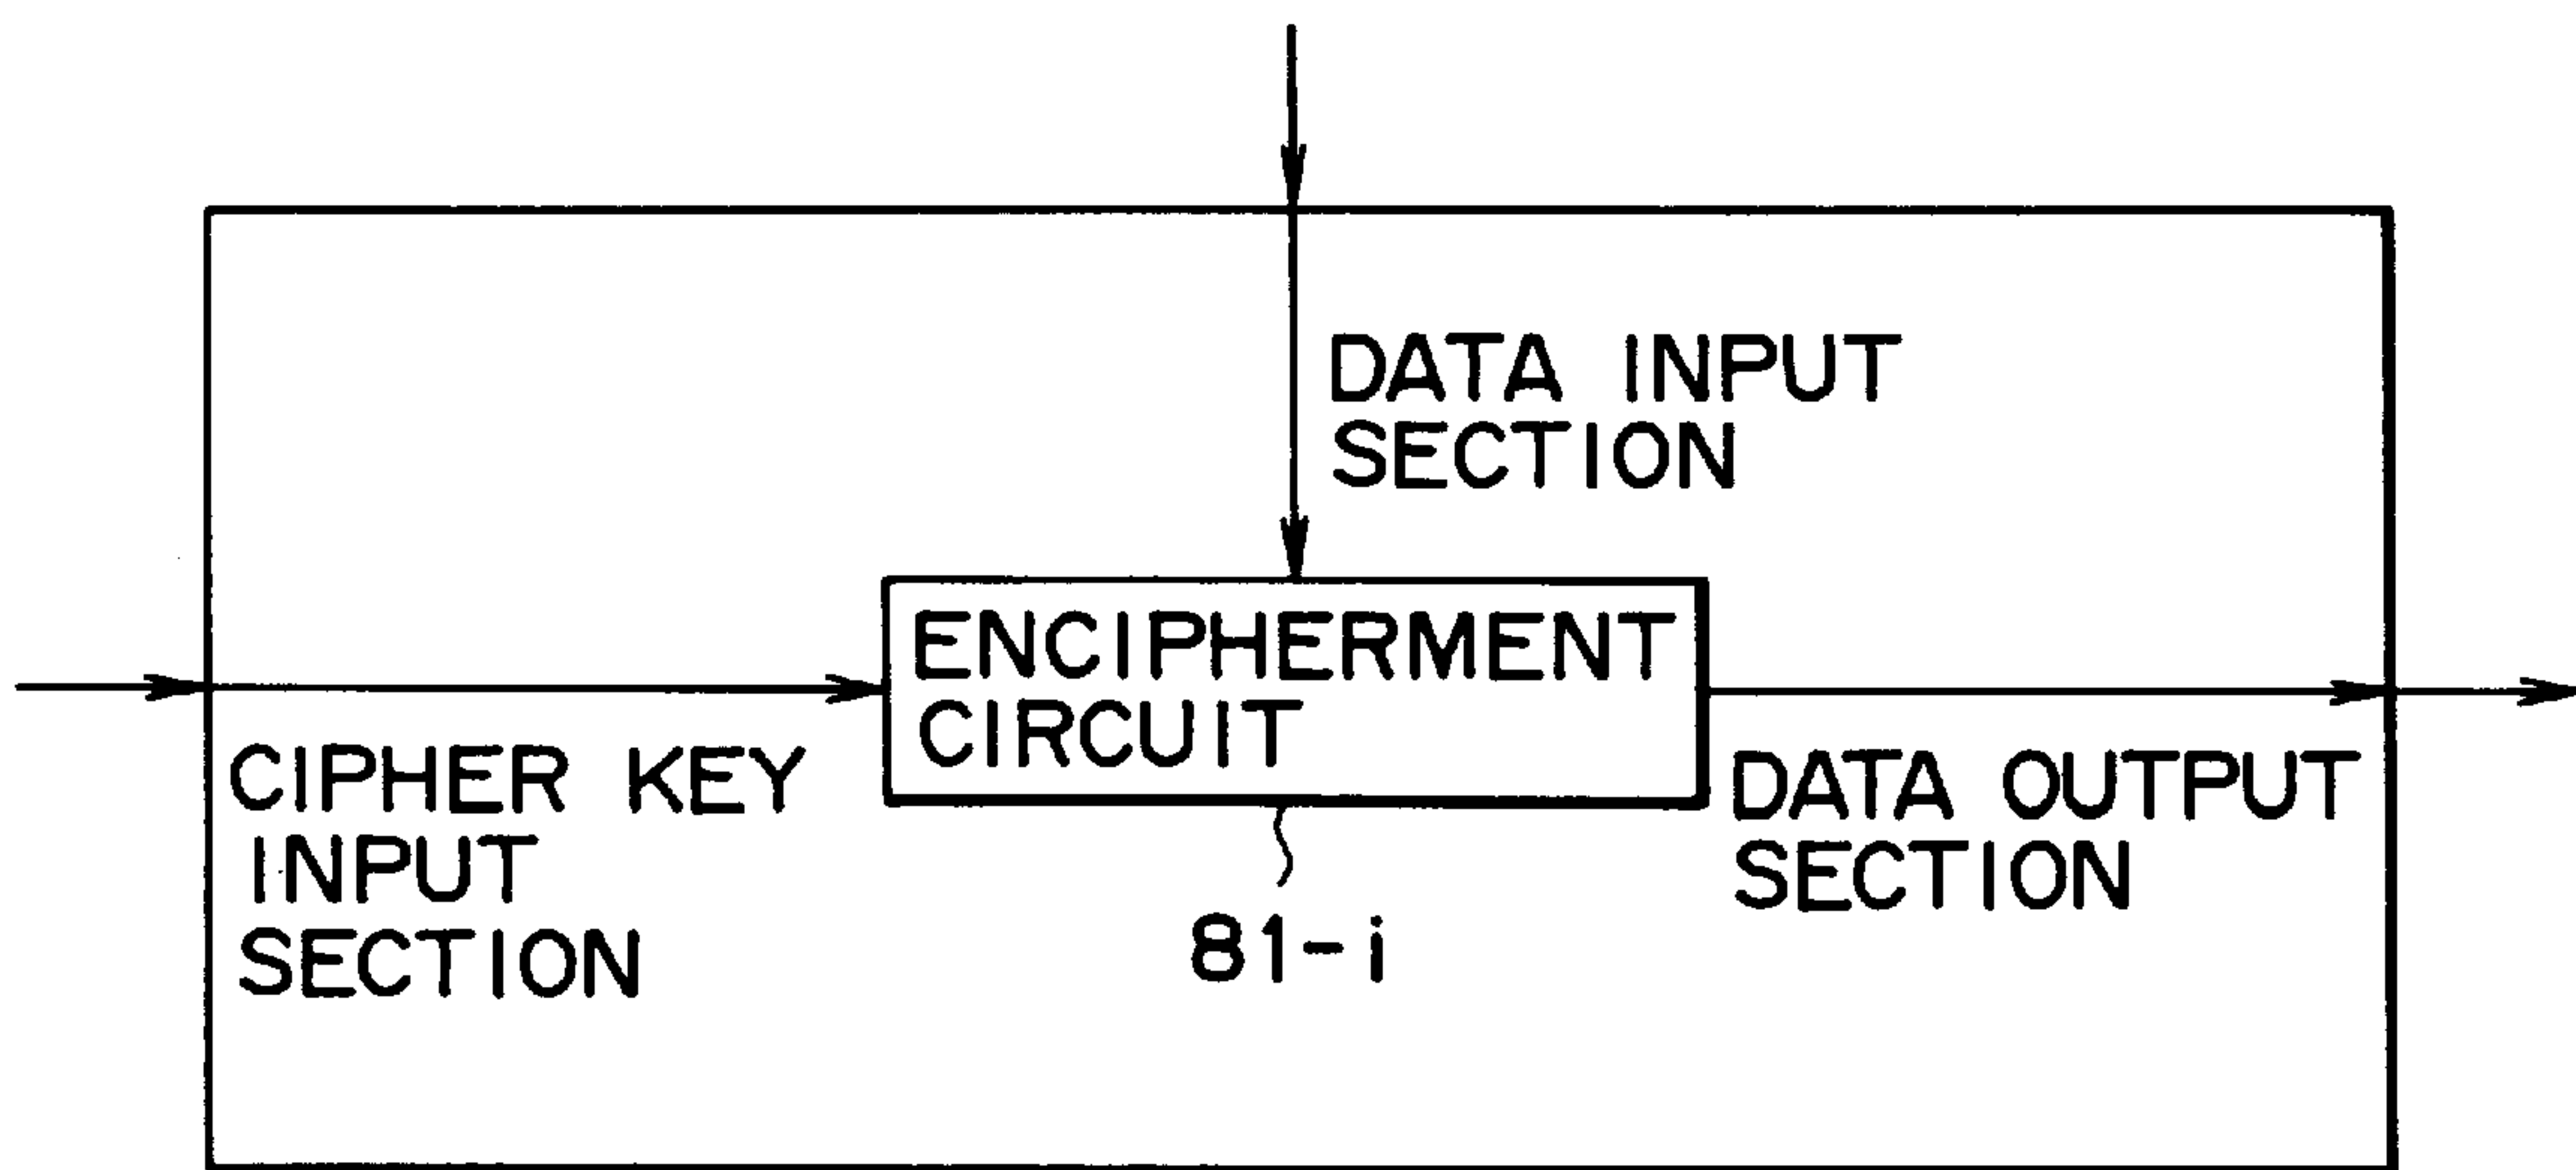 DATA INPUT
SECTION
ENCIPHERMENT
CIRCUIT
CIPHER KEY
INPUT
SECTION
DATA OUTPUT
SECTION
81-i